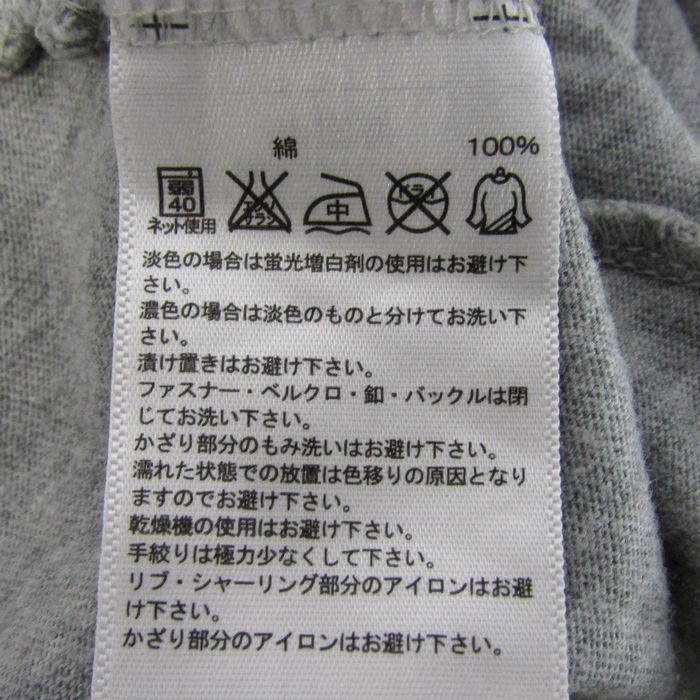 綿 100%
弱 40 エンソ サラシ 中 ドライ
ネット使用
淡色の場合は蛍光増白剤の使用はお避け下
さい。
濃色の場合は淡色のものと分けてお洗い下
さい。
漬け置きはお避け下さい。
ファスナー・ベルクロ・釦・バックルは閉
じてお洗い下さい。
かざり部分のもみ洗いはお避け下さい。
濡れた状態での放置は色移りの原因となり
ますのでお避け下さい。
乾燥機の使用はお避け下さい。
手絞りは極力少なくして下さい。
リブ・シャーリング部分のアイロンはお避
け下さい。
かざり部分のアイロンはお避け下さい。